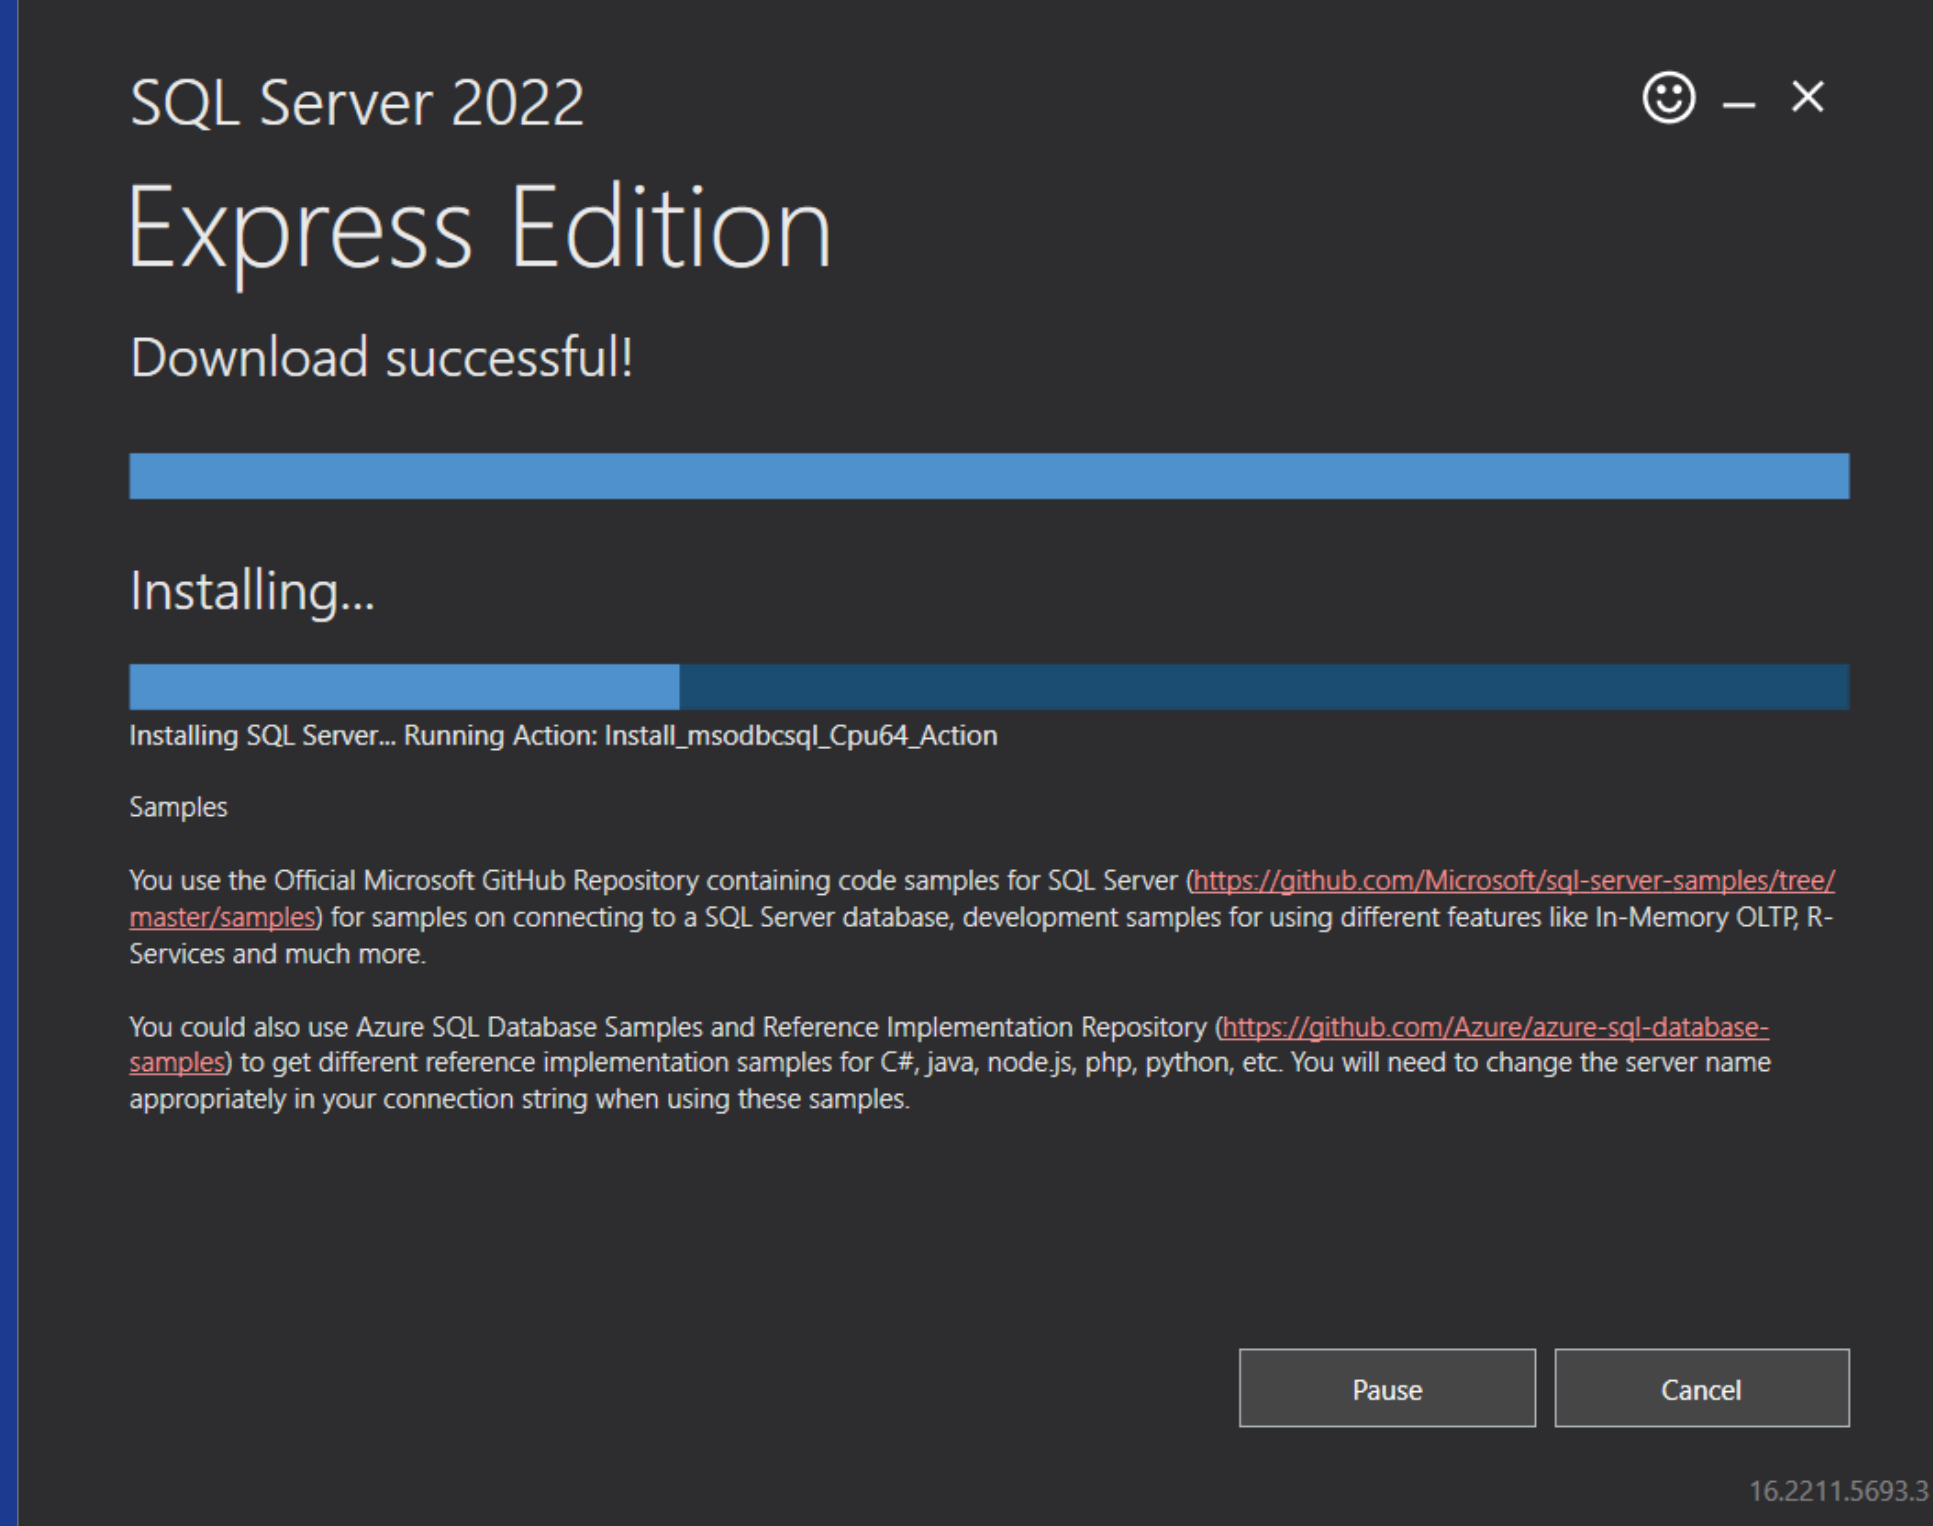 SQL Server 2022
Express Edition
Download successful!
Installing...
Installing SQL Server... Running Action: Install_msodbcsql_Cpu64_Action
Samples
You use the Official Microsoft GitHub Repository containing code samples for SQL Server (https://github.com/Microsoft/sql-server-samples/tree/
master/samples) for samples on connecting to a SQL Server database, development samples for using different features like In-Memory OLTP, R-
Services and much more.
You could also use Azure SQL Database Samples and Reference Implementation Repository (https://github.com/Azure/azure-sql-database-
samples) to get different reference implementation samples for C#, java, node.js, php, python, etc. You will need to change the server name
appropriately in your connection string when using these samples.
Pause
Cancel
16.2211.5693.3